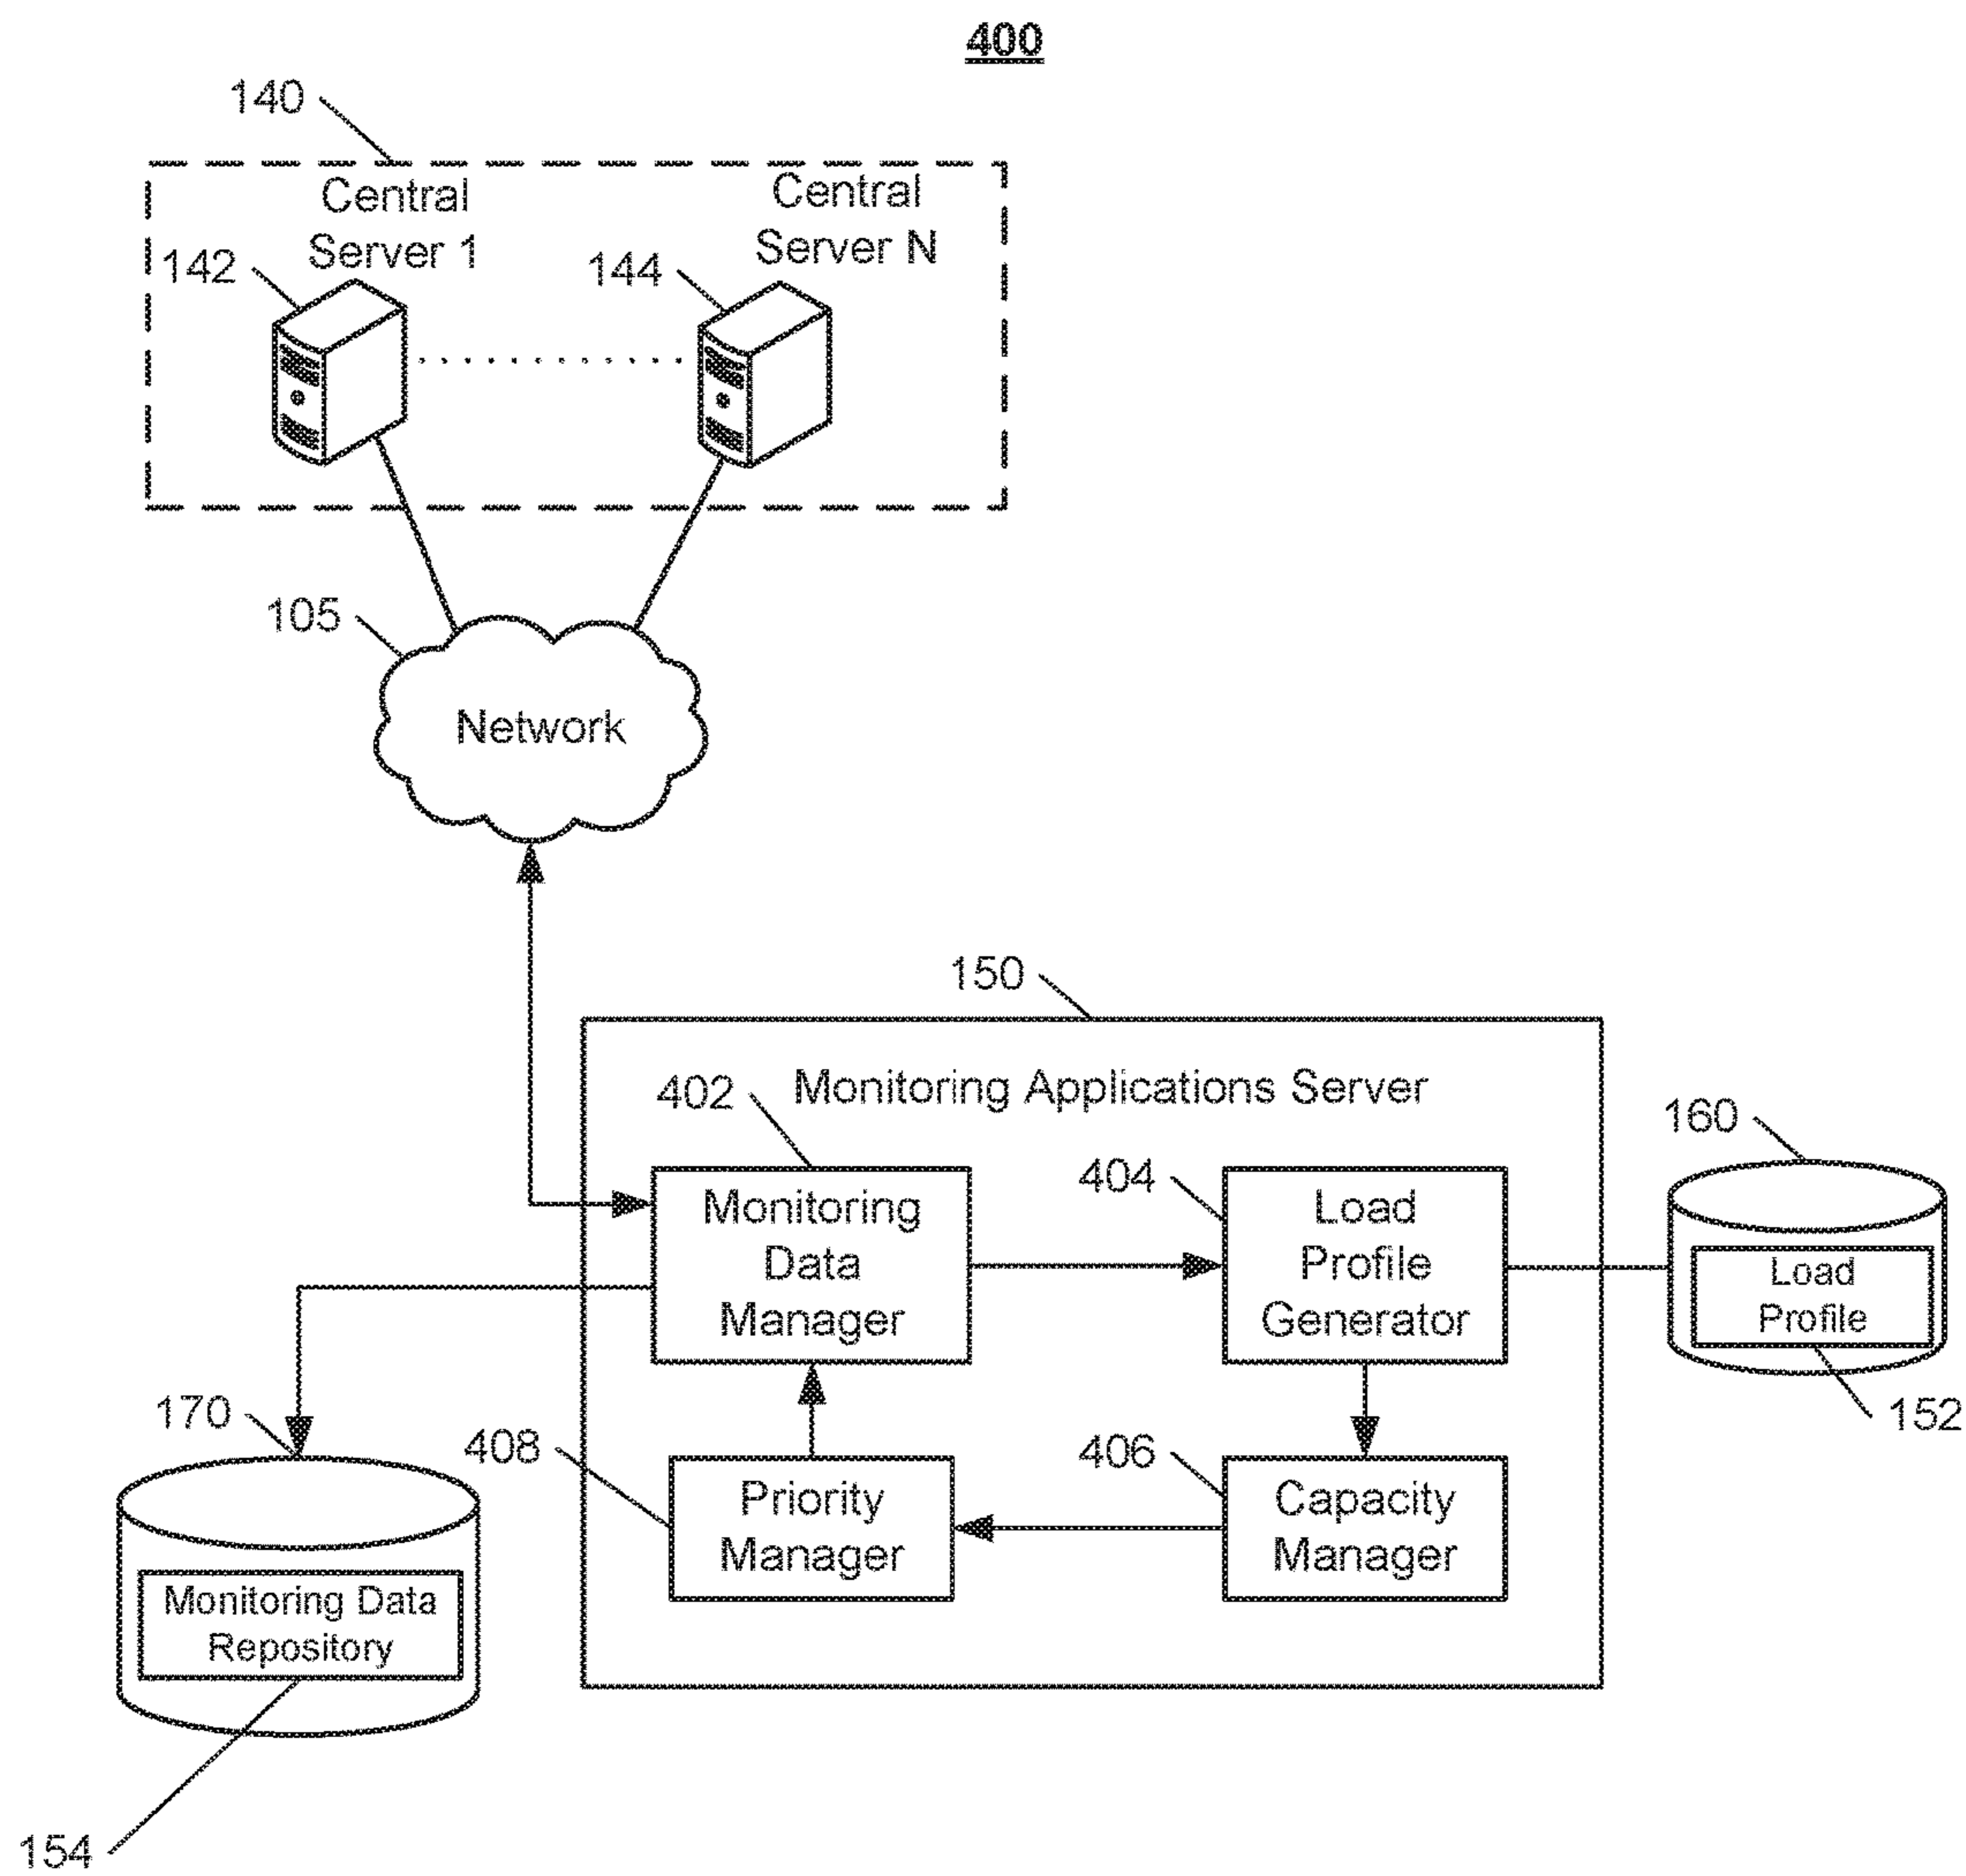 400
140
Central
Server 1
Central
Server N
142
144
105
Network
150
Monitoring Applications Server
402
404
160
Monitoring
Data
Manager
Load
Profile
Generator
Load
Profile
152
170
408
406
Priority
Manager
Capacity
Manager
Monitoring Data
Repository
154